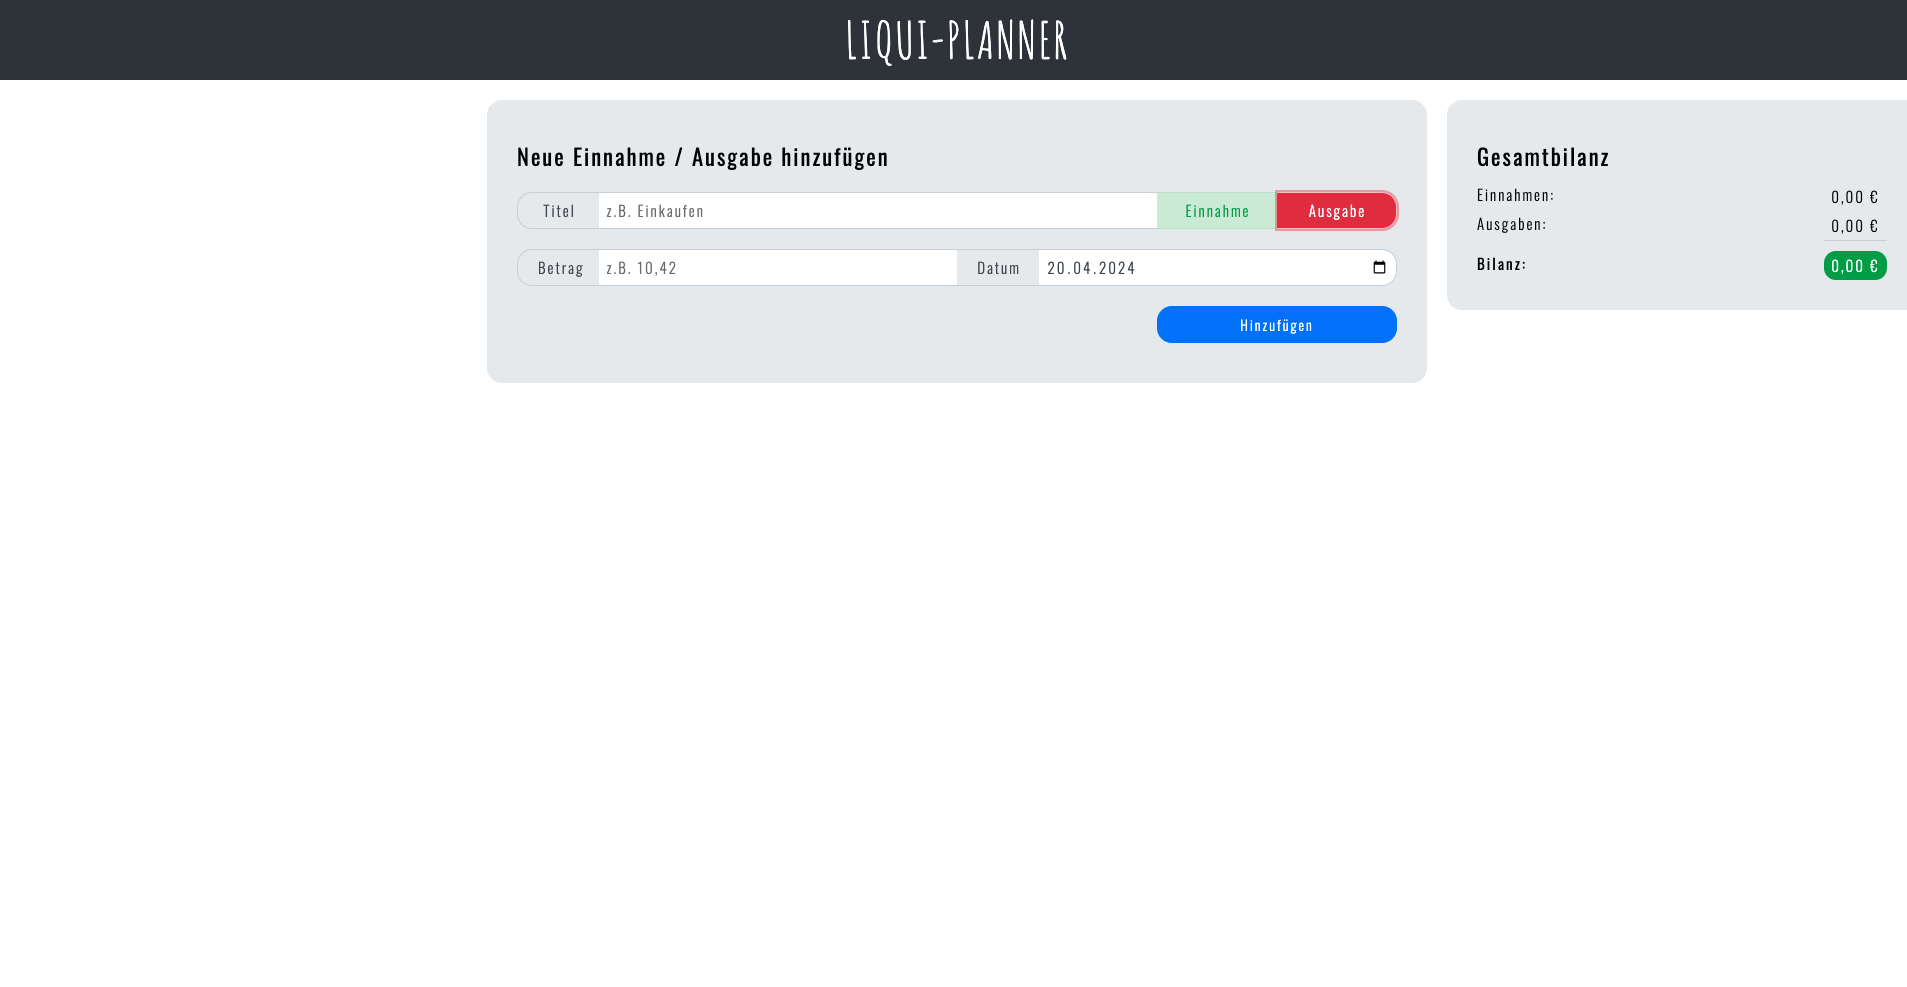 LIQUI-PLANNER
Neue Einnahme / Ausgabe hinzufügen
Titel z.B. Einkaufen Einnahme Ausgabe
Betrag z.B. 10,42 Datum 20.04.2024
Hinzufügen
Gesamtbilanz
Einnahmen: 0,00 €
Ausgaben: 0,00 €
Bilanz: 0,00 €